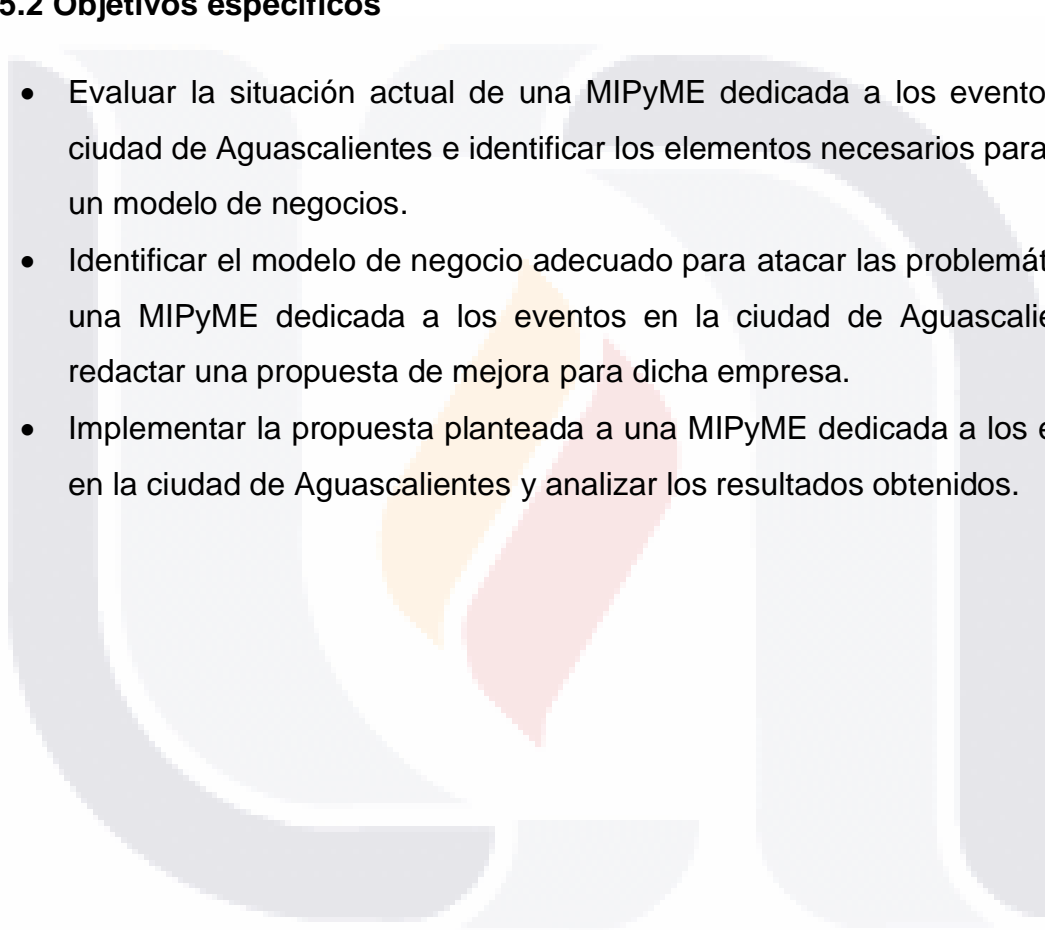 5.2 Objetivos específicos
• Evaluar la situación actual de una MIPyME dedicada a los evento
ciudad de Aguascalientes e identificar los elementos necesarios para
un modelo de negocios.
• Identificar el modelo de negocio adecuado para atacar las problemát
una MIPyME dedicada a los eventos en la ciudad de Aguascalie
redactar una propuesta de mejora para dicha empresa.
• Implementar la propuesta planteada a una MIPyME dedicada a los e
en la ciudad de Aguascalientes y analizar los resultados obtenidos.